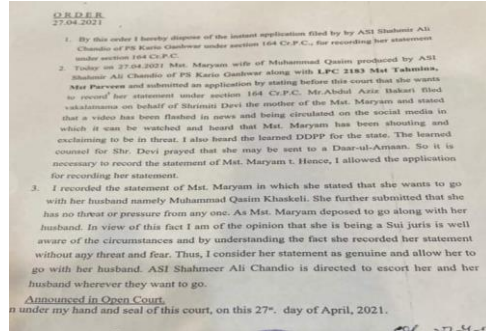 ORDER
27.04.2021
1. By this order I hereby dispose of the instant application filed by by ASI Shahmir Ali
Chandio of PS Kario Ganhwar under section 164 Cr.P.C., for recording her statement
under section 164 Cr.P.C.
2. Today on 27.04.2021 Mst. Maryam wife of Muhammad Qasim produced by ASI
Shahmir Ali Chandio of PS Kario Ganhwar along with LPC 2183 Mst Tahmina,
Mst Parveen and submitted an application by stating before this court that she wants
to record her statement under section 164 Cr.P.C. Mr.Abdul Aziz Bakari filed
vakalatnama on behalf of Shrimiti Devi the mother of the Mst. Maryam and stated
that a video has been flashed in news and being circulated on the social media in
which it can be watched and heard that Mst. Maryam has been shouting and
exclaiming to be in threat. I also heard the learned DDPP for the state. The learned
counsel for Shr. Devi prayed that she may be sent to a Daar-ul-Amaan. So it is
necessary to record the statement of Mst. Maryam t. Hence, I allowed the application
for recording her statement.
3. I recorded the statement of Mst. Maryam in which she stated that she wants to go
with her husband namely Muhammad Qasim Khaskeli. She further submitted that she
has no threat or pressure from any one. As Mst. Maryam deposed to go along with her
husband. In view of this fact I am of the opinion that she is being a Sui juris is well
aware of the circumstances and by understanding the fact she recorded her statement
without any threat and fear. Thus, I consider her statement as genuine and allow her to
go with her husband. ASI Shahmeer Ali Chandio is directed to escort her and her
husband wherever they want to go.
Announced in Open Court.
n under my hand and seal of this court, on this 27st. day of April, 2021.